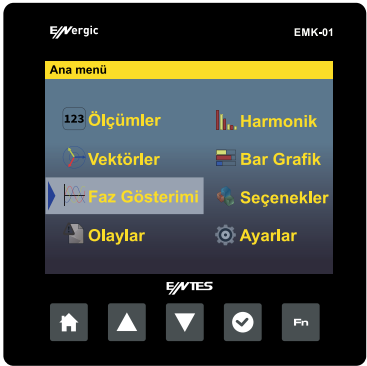 ENergic
EMK-01
Ana menü
123 Ölçümler
Harmonik
Vektörler
Bar Grafik
Faz Gösterimi
Seçenekler
Olaylar
Ayarlar
ENTES
Fn